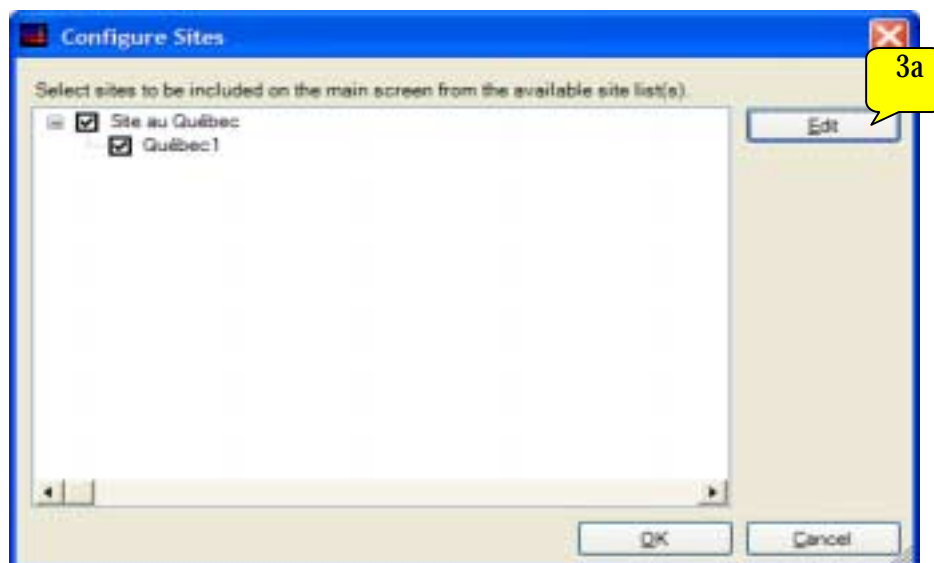 Configure Sites
3a
Select sites to be included on the main screen from the available site list(s).
Edit
Site au Québec
Québec1
OK
Cancel